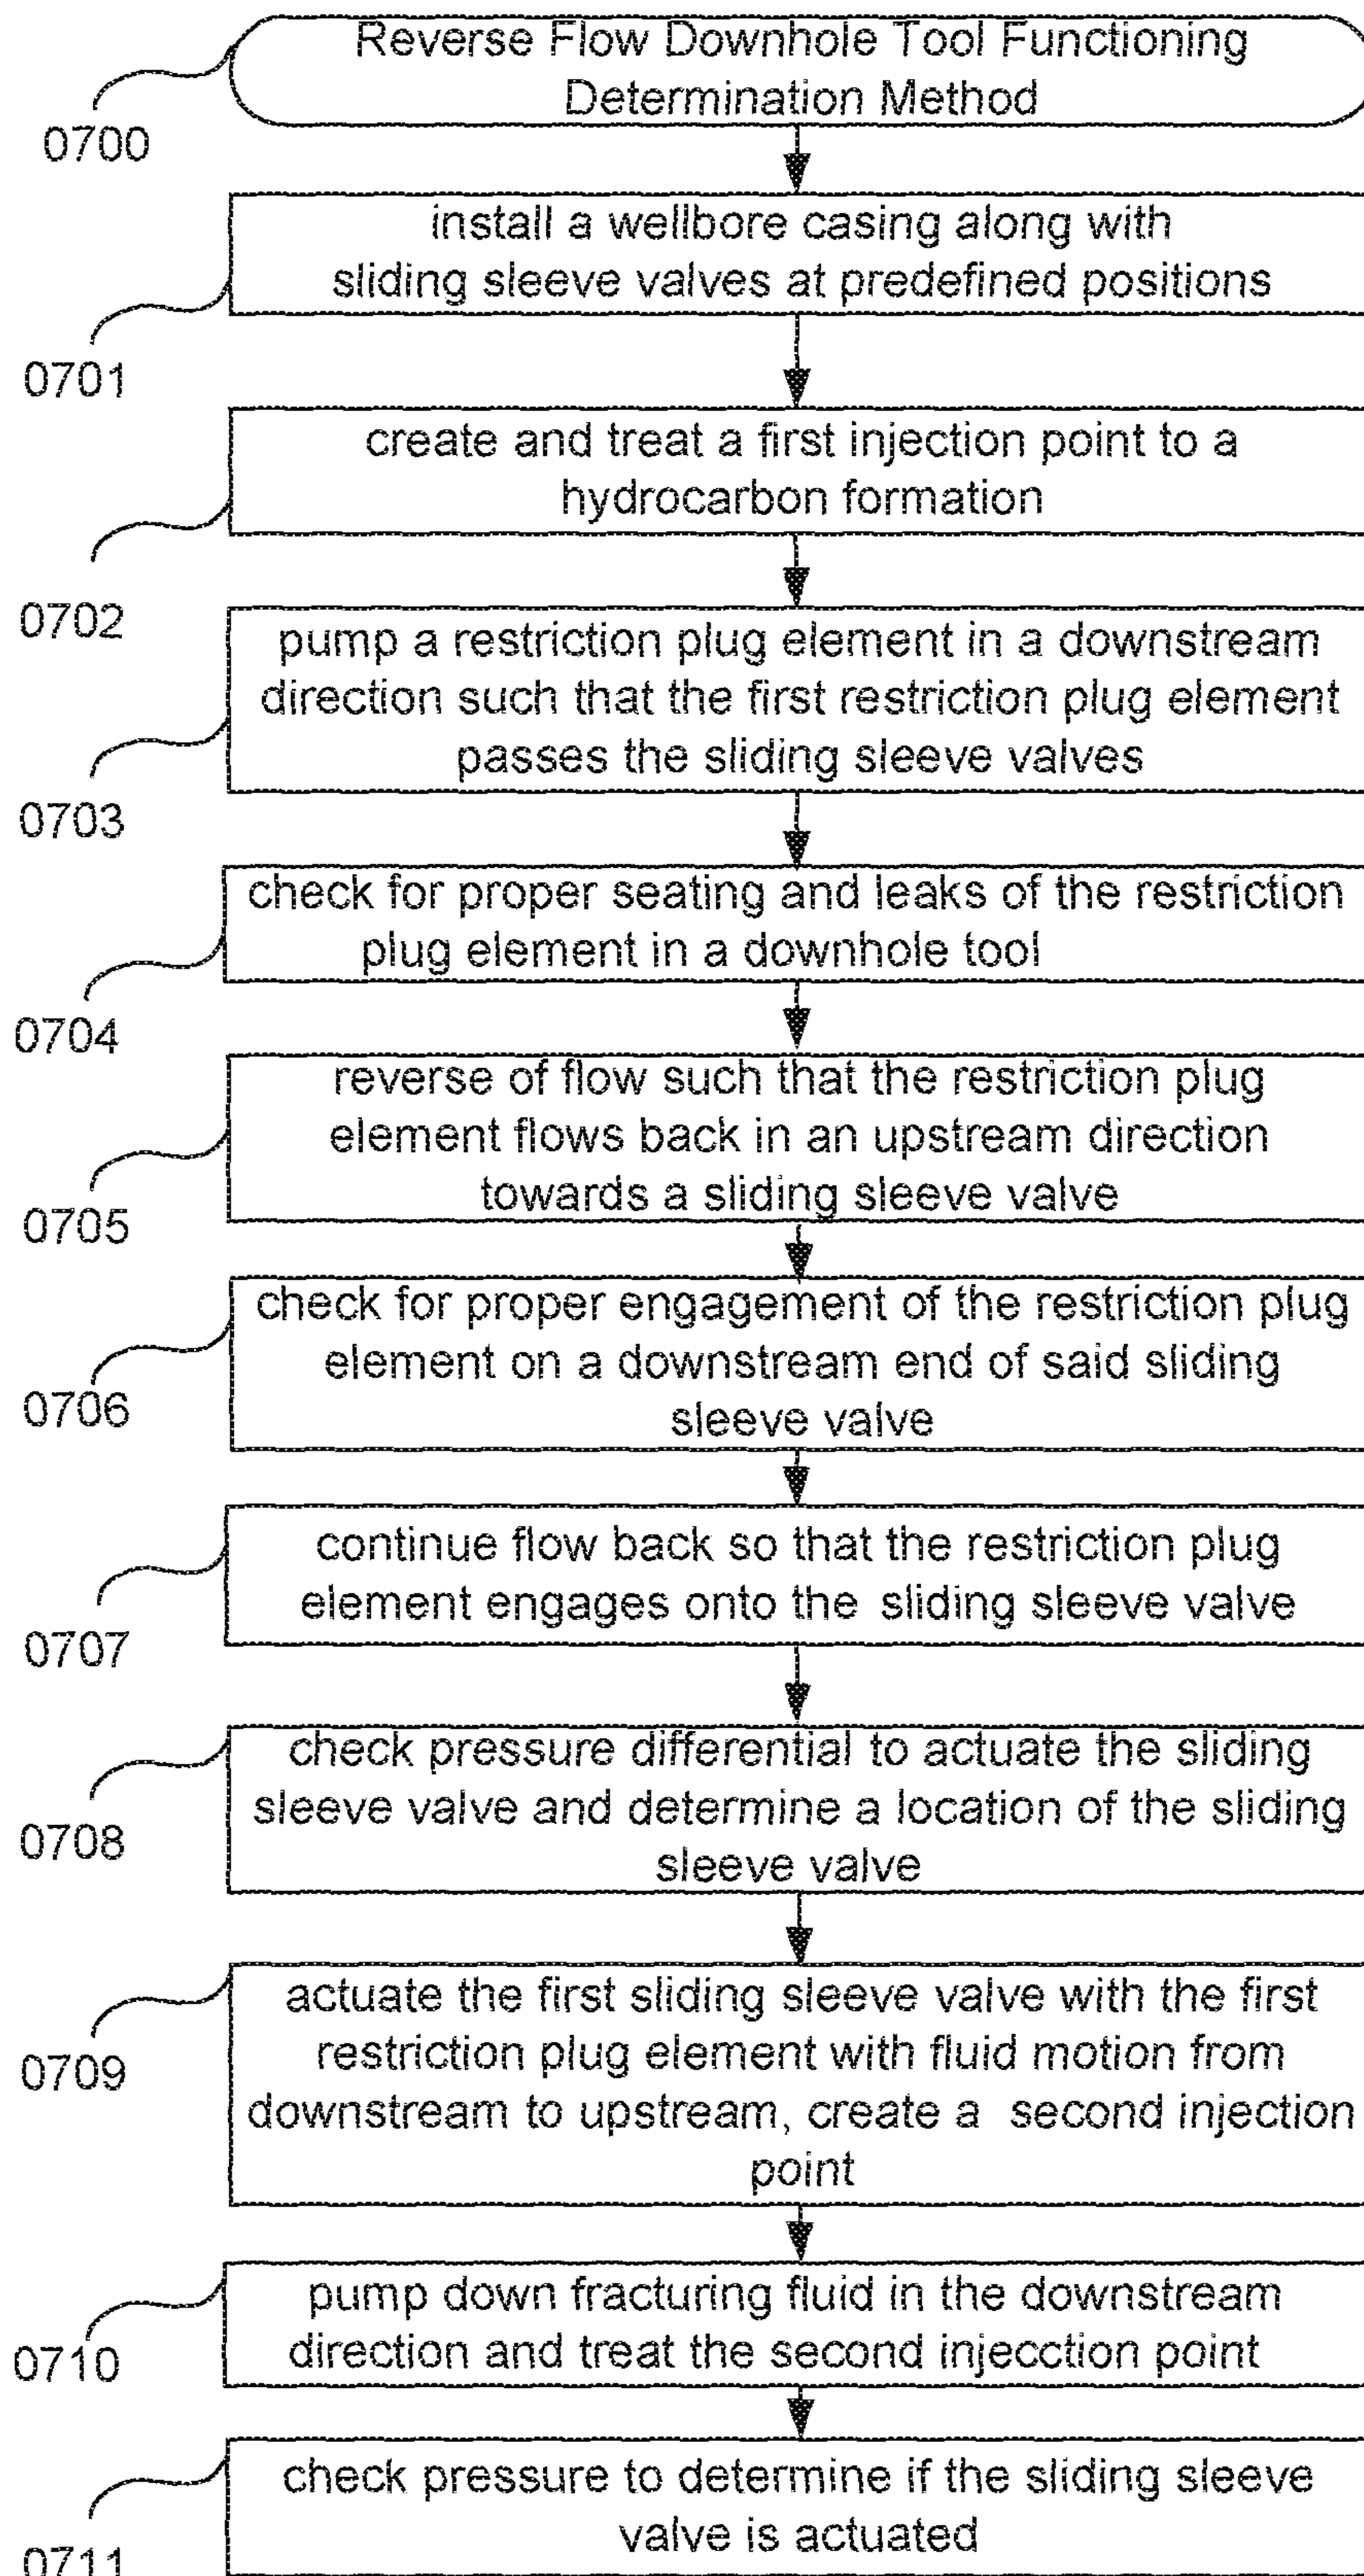 Reverse Flow Downhole Tool Functioning
Determination Method
0700
install a wellbore casing along with
sliding sleeve valves at predefined positions
0701
create and treat a first injection point to a
hydrocarbon formation
0702
pump a restriction plug element in a downstream
direction such that the first restriction plug element
passes the sliding sleeve valves
0703
check for proper seating and leaks of the restriction
plug element in a downhole tool
0704
reverse of flow such that the restriction plug
element flows back in an upstream direction
towards a sliding sleeve valve
0705
check for proper engagement of the restriction plug
element on a downstream end of said sliding
sleeve valve
0706
continue flow back so that the restriction plug
element engages onto the sliding sleeve valve
0707
check pressure differential to actuate the sliding
sleeve valve and determine a location of the sliding
sleeve valve
0708
actuate the first sliding sleeve valve with the first
restriction plug element with fluid motion from
downstream to upstream, create a second injection
point
0709
pump down fracturing fluid in the downstream
direction and treat the second injecction point
0710
check pressure to determine if the sliding sleeve
valve is actuated
0711